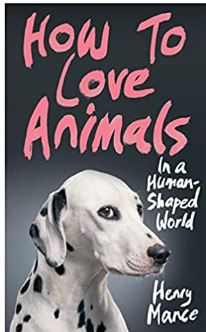 How To
Love
Animals
In a
Human-
Shaped
World
Henry
Mance